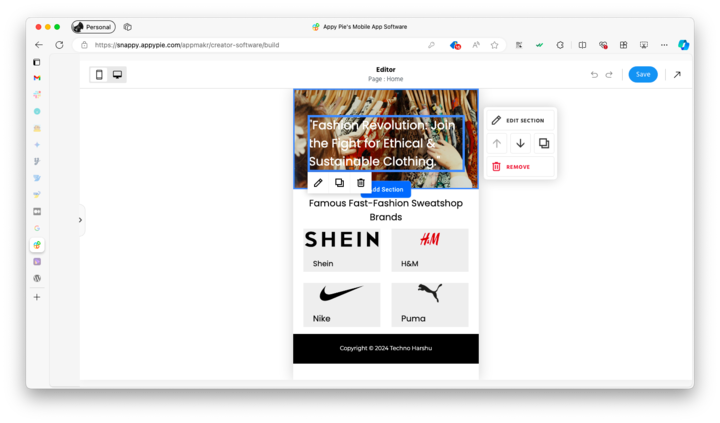 Personal
Appy Pie's Mobile App Software
https://snappy.appypie.com/appmakr/creator-software/build
Editor
Page : Home
Save
"Fashion Revolution: Join
the Fight for Ethical &
Sustainable Clothing."
EDIT SECTION
REMOVE
Add Section
Famous Fast-Fashion Sweatshop
Brands
SHEIN
H&M
Shein
H&M
Nike
Puma
Copyright © 2024 Techno Harshu